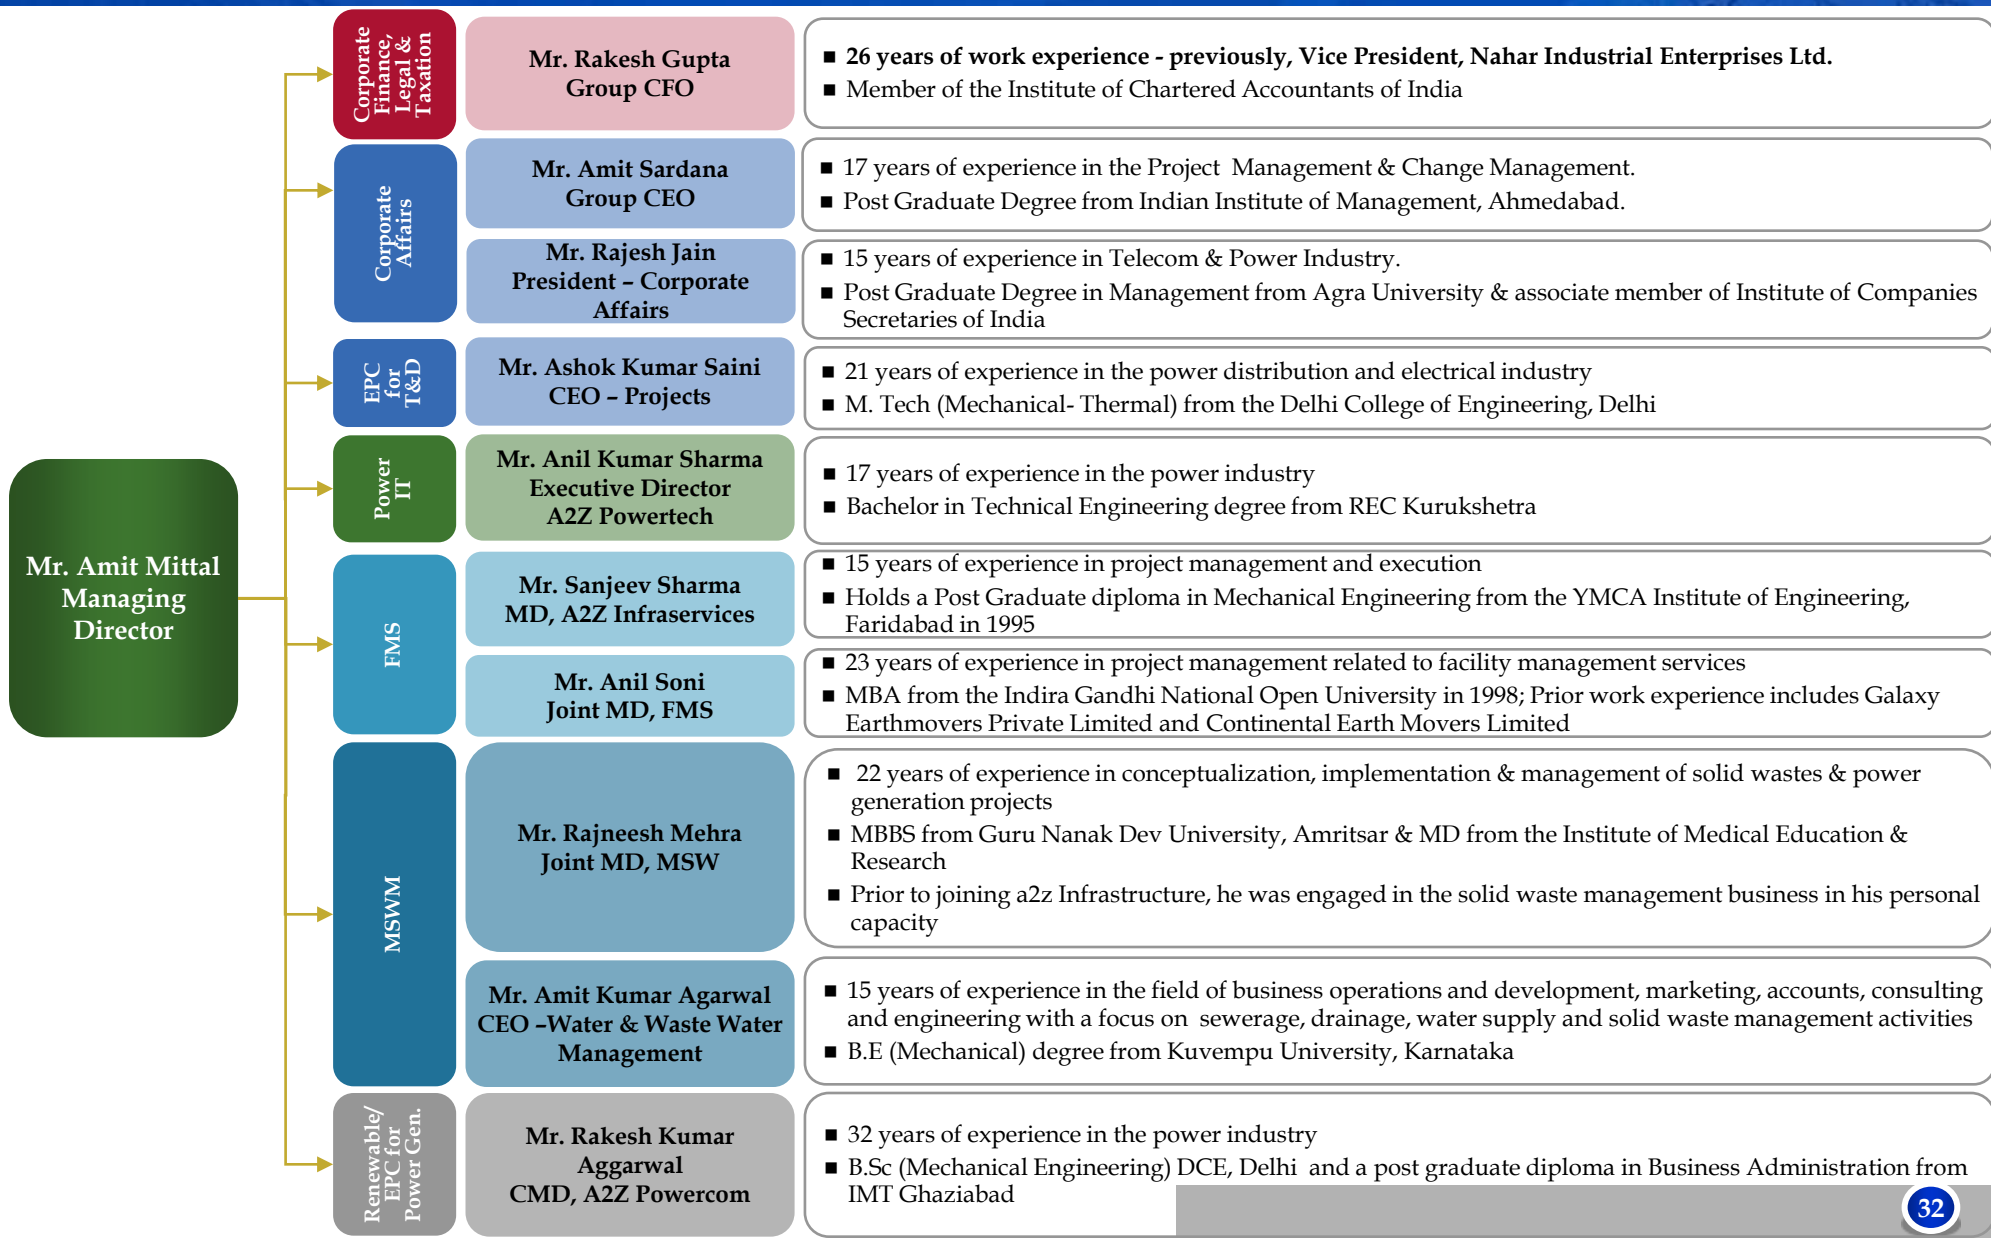 Mr. Amit Mittal
Managing
Director
Corporate
Finance,
Legal &
Taxation
Mr. Rakesh Gupta
Group CFO
■ 26 years of work experience - previously, Vice President, Nahar Industrial Enterprises Ltd.
■ Member of the Institute of Chartered Accountants of India
Corporate
Affairs
Mr. Amit Sardana
Group CEO
■ 17 years of experience in the Project Management & Change Management.
■ Post Graduate Degree from Indian Institute of Management, Ahmedabad.
Mr. Rajesh Jain
President – Corporate
Affairs
■ 15 years of experience in Telecom & Power Industry.
■ Post Graduate Degree in Management from Agra University & associate member of Institute of Companies
Secretaries of India
EPC
for
T&D
Mr. Ashok Kumar Saini
CEO – Projects
■ 21 years of experience in the power distribution and electrical industry
■ M. Tech (Mechanical- Thermal) from the Delhi College of Engineering, Delhi
Power
IT
Mr. Anil Kumar Sharma
Executive Director
A2Z Powertech
■ 17 years of experience in the power industry
■ Bachelor in Technical Engineering degree from REC Kurukshetra
FMS
Mr. Sanjeev Sharma
MD, A2Z Infraservices
■ 15 years of experience in project management and execution
■ Holds a Post Graduate diploma in Mechanical Engineering from the YMCA Institute of Engineering,
Faridabad in 1995
Mr. Anil Soni
Joint MD, FMS
■ 23 years of experience in project management related to facility management services
■ MBA from the Indira Gandhi National Open University in 1998; Prior work experience includes Galaxy
Earthmovers Private Limited and Continental Earth Movers Limited
MSWM
Mr. Rajneesh Mehra
Joint MD, MSW
■ 22 years of experience in conceptualization, implementation & management of solid wastes & power
generation projects
■ MBBS from Guru Nanak Dev University, Amritsar & MD from the Institute of Medical Education &
Research
■ Prior to joining a2z Infrastructure, he was engaged in the solid waste management business in his personal
capacity
Mr. Amit Kumar Agarwal
CEO –Water & Waste Water
Management
■ 15 years of experience in the field of business operations and development, marketing, accounts, consulting
and engineering with a focus on sewerage, drainage, water supply and solid waste management activities
■ B.E (Mechanical) degree from Kuvempu University, Karnataka
Renewable/
EPC for
Power Gen.
Mr. Rakesh Kumar
Aggarwal
CMD, A2Z Powercom
■ 32 years of experience in the power industry
■ B.Sc (Mechanical Engineering) DCE, Delhi and a post graduate diploma in Business Administration from
IMT Ghaziabad
32